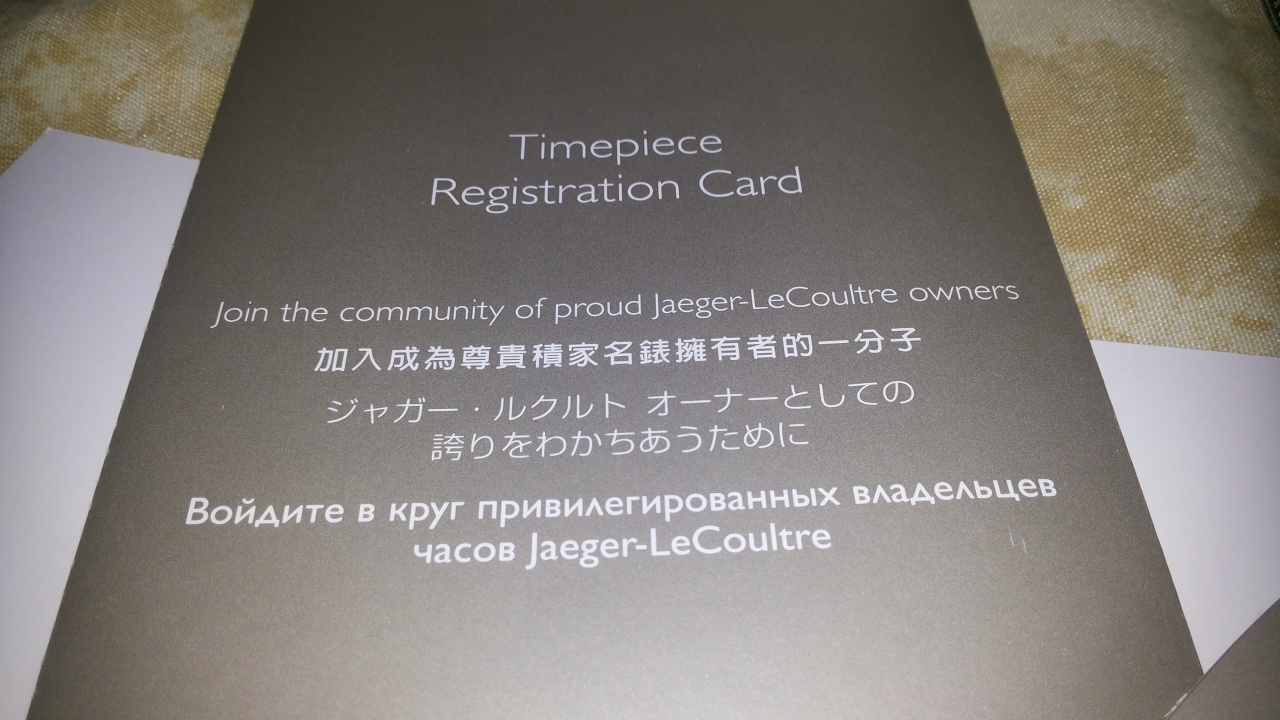 Timepiece
Registration Card
Join the community of proud Jaeger-LeCoultre owners
加入成為尊貴積家名錶擁有者的一分子
ジャガー・ルクルト オーナーとしての
誇りをわかちあうために
Войдите в круг привилегированных владельцев
часов Jaeger-LeCoultre